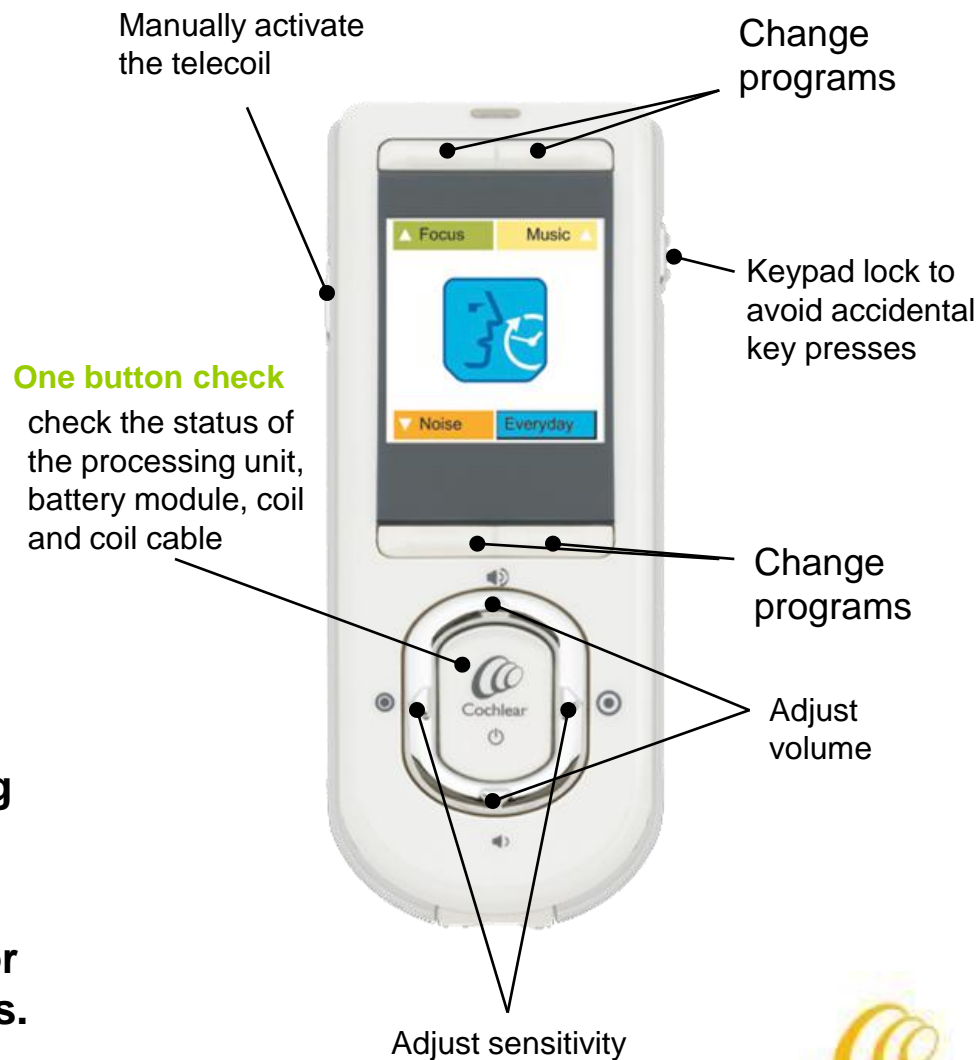 Manually activate
the telecoil
Change
programs
Focus
Music
Keypad lock to
avoid accidental
key presses
One button check
check the status of
the processing unit,
battery module, coil
and coil cable
Noise
Everyday
Change
programs
Cochlear
Adjust
volume
g
or
s.
Adjust sensitivity